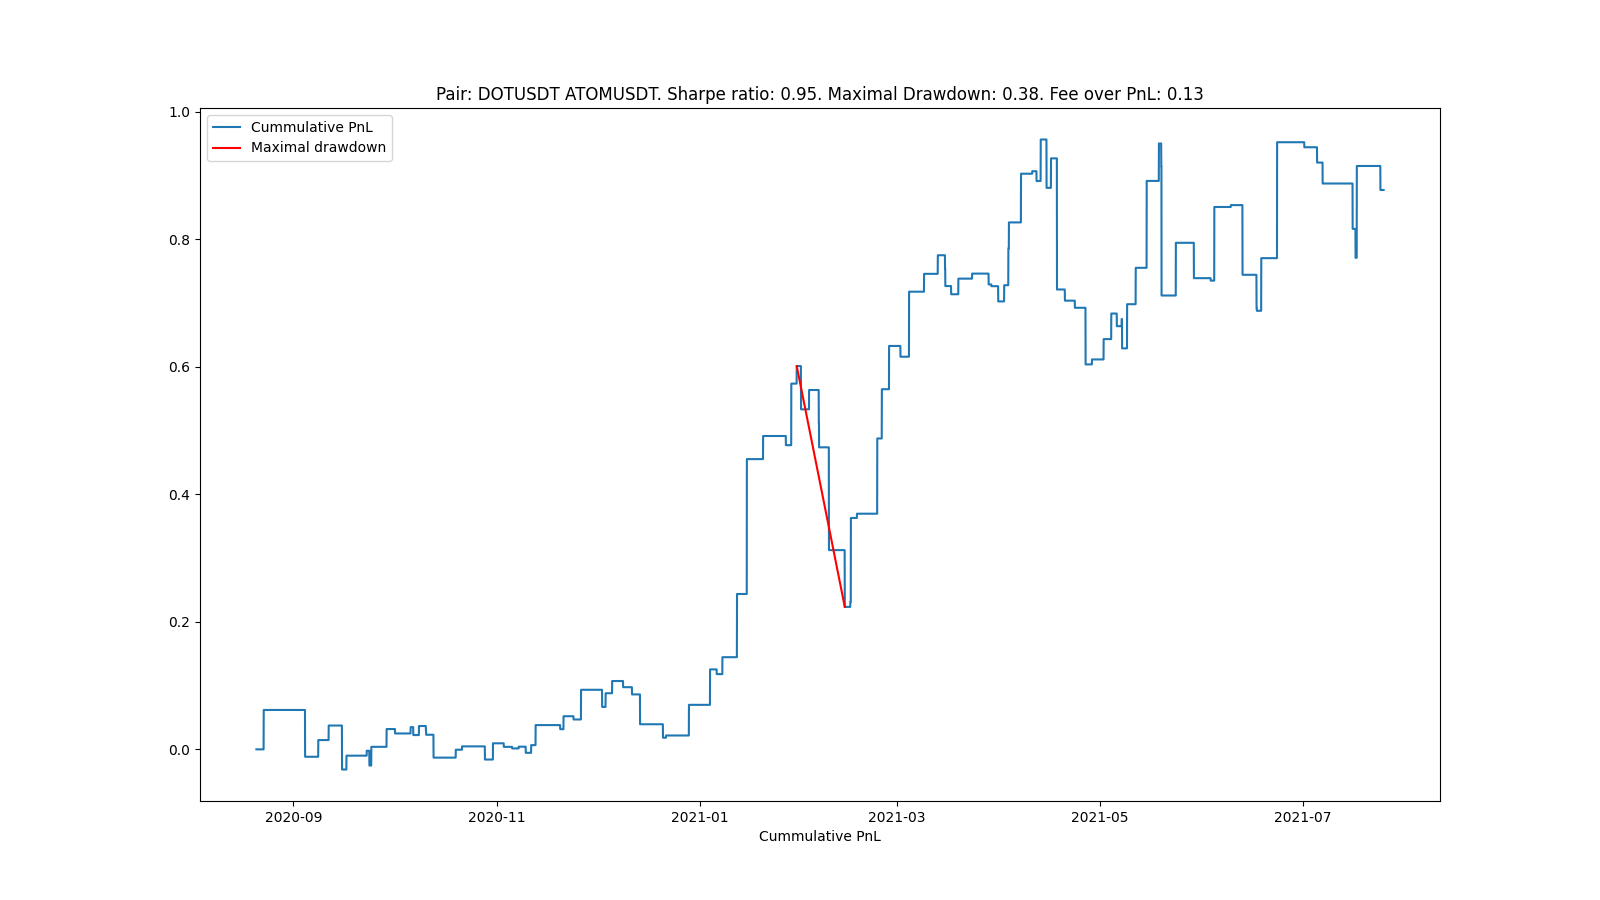 Pair: DOTUSDT ATOMUSDT. Sharpe ratio: 0.95. Maximal Drawdown: 0.38. Fee over PnL: 0.13
Cummulative PnL
Maximal drawdown
1.0
0.8
0.6
0.4
0.2
0.0
2020-09 2020-11 2021-01 2021-03 2021-05 2021-07
Cummulative PnL